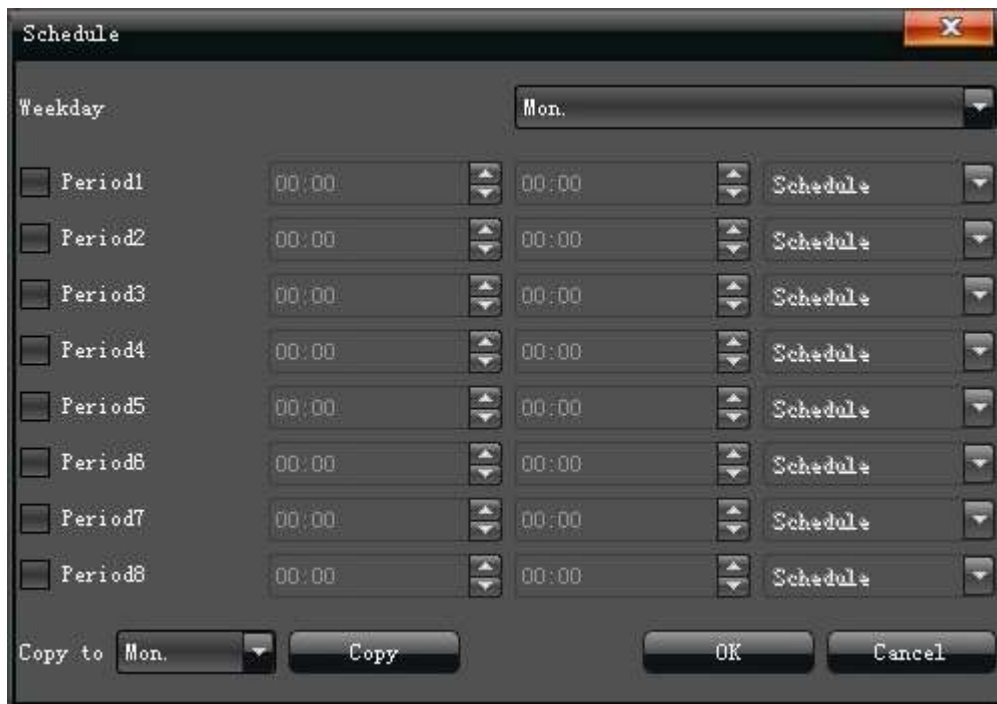 Schedule
Weekday Mon.
Period1 00:00 00:00 Schedule
Period2 00:00 00:00 Schedule
Period3 00:00 00:00 Schedule
Period4 00:00 00:00 Schedule
Period5 00:00 00:00 Schedule
Period6 00:00 00:00 Schedule
Period7 00:00 00:00 Schedule
Period8 00:00 00:00 Schedule
Copy to Mon. Copy OK Cancel